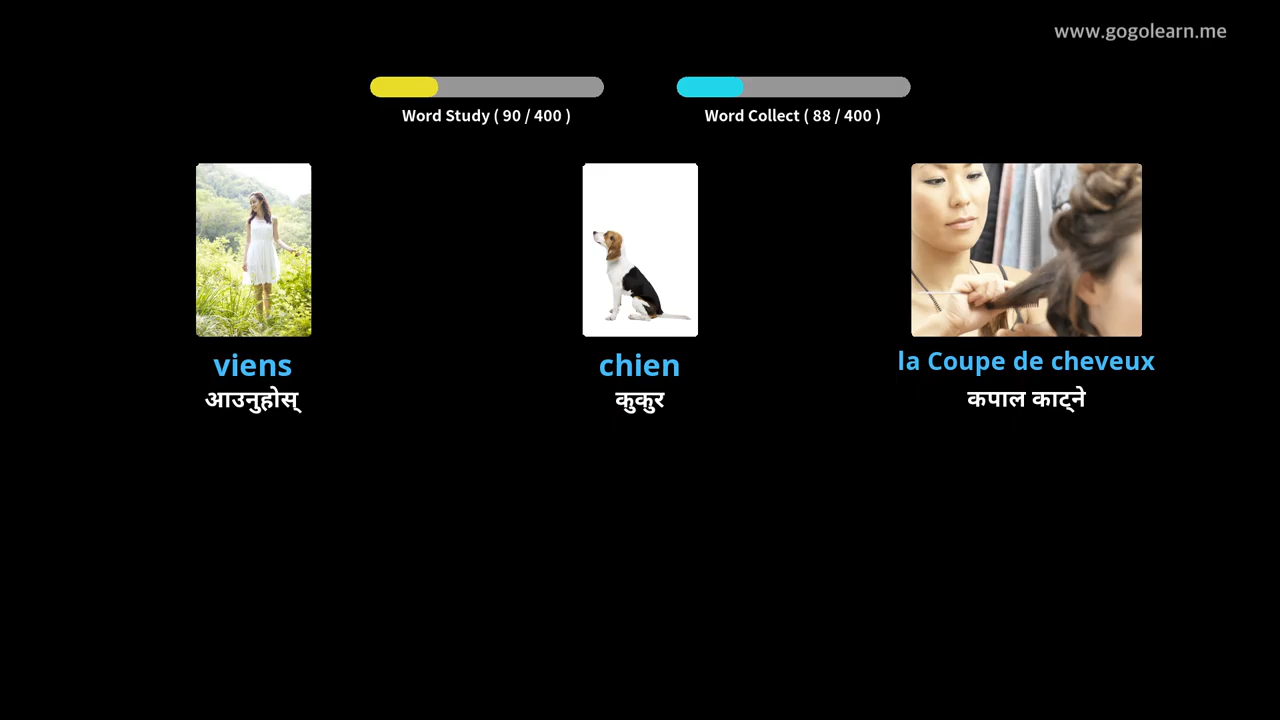 www.gogolearn.me
Word Study ( 90 / 400 )
Word Collect ( 88 / 400 )
viens
chien
la Coupe de cheveux
आउनुहोस्
कुकुर
कपाल काट्ने